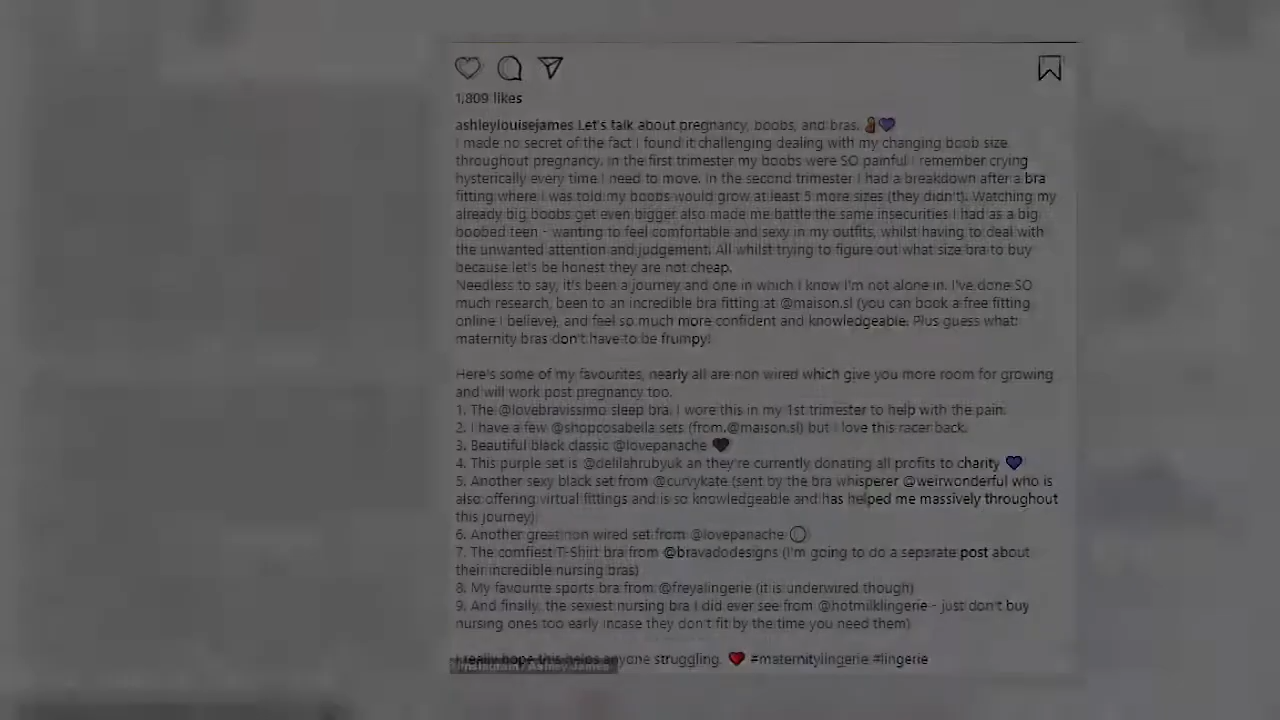 1,809 likes
ashleylouisejames Let's talk about pregnancy, boobs, and bras. 🤰💜
I made no secret of the fact I found it challenging dealing with my changing boob size
throughout pregnancy. In the first trimester my boobs were SO painful I remember crying
hysterically every time I need to move. In the second trimester I had a breakdown after a bra
fitting where I was told my boobs would grow at least 5 more sizes (they didn't). Watching my
already big boobs get even bigger also made me battle the same insecurities I had as a big
boobed teen - wanting to feel comfortable and sexy in my outfits, whilst having to deal with
the unwanted attention and judgement. All whilst trying to figure out what size bra to buy
because let's be honest they are not cheap.
Needless to say, it's been a journey and one in which I know I'm not alone in. I've done SO
much research, been to an incredible bra fitting at @maison.sl (you can book a free fitting
online I believe), and feel so much more confident and knowledgeable. Plus guess what:
maternity bras don't have to be frumpy!
Here's some of my favourites, nearly all are non wired which give you more room for growing
and will work post pregnancy too.
1. The @lovebravissimo sleep bra. I wore this in my 1st trimester to help with the pain.
2. I have a few @shopcosabella sets (from.@maison.sl) but I love this racer back.
3. Beautiful black classic @lovepanache 🖤
4. This purple set is @delilahrubyuk an they're currently donating all profits to charity 💜
5. Another sexy black set from @curvykate (sent by the bra whisperer @weirwonderful who is
also offering virtual fittings and is so knowledgeable and has helped me massively throughout
this journey)
6. Another great non wired set from @lovepanache
7. The comfiest T-Shirt bra from @bravadodesigns (I'm going to do a separate post about
their incredible nursing bras)
8. My favourite sports bra from @freyalingerie (it is underwired though)
9. And finally, the sexiest nursing bra I did ever see from @hotmilklingerie - just don't buy
nursing ones too early incase they don't fit by the time you need them)
I really hope this helps anyone struggling. ❤️ #maternitylingerie #lingerie
Instagram / Ashley James